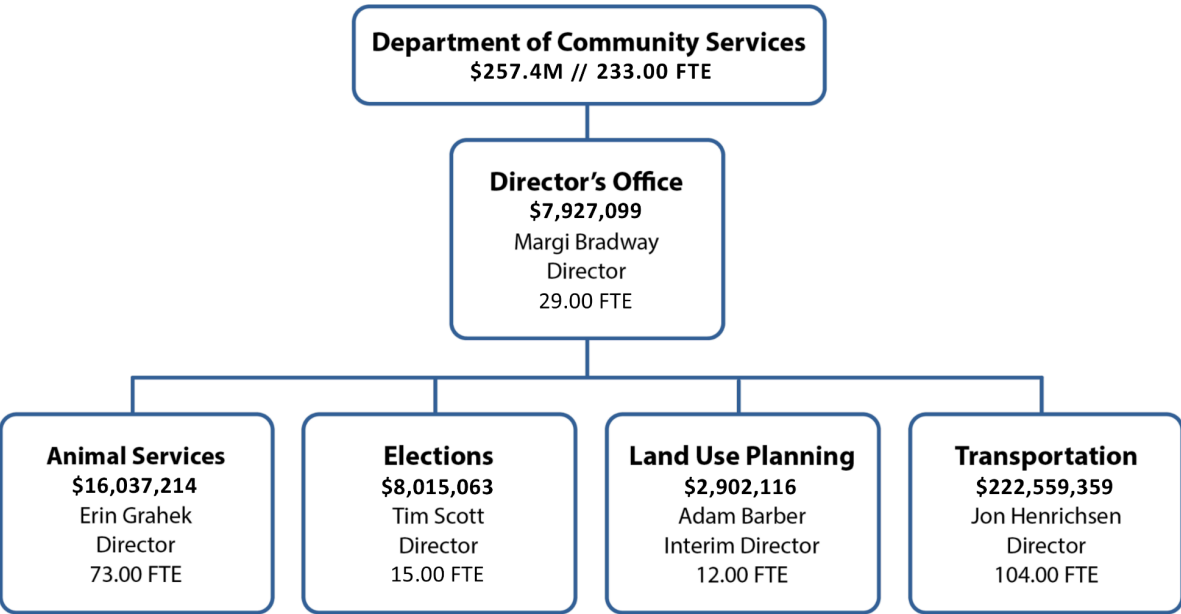 Department of Community Services
$257.4M // 233.00 FTE
Director’s Office
$7,927,099
Margi Bradway
Director
29.00 FTE
Animal Services
$16,037,214
Erin Grahek
Director
73.00 FTE
Elections
$8,015,063
Tim Scott
Director
15.00 FTE
Land Use Planning
$2,902,116
Adam Barber
Interim Director
12.00 FTE
Transportation
$222,559,359
Jon Henrichsen
Director
104.00 FTE